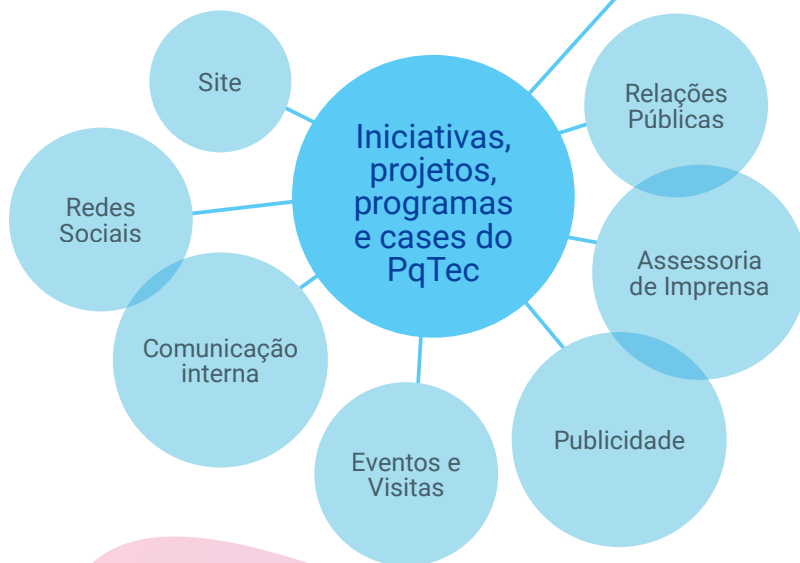 Site
Iniciativas,
projetos,
programas
e cases do
PqTec
Relações
Públicas
Redes
Sociais
Assessoria
de Imprensa
Comunicação
interna
Publicidade
Eventos e
Visitas